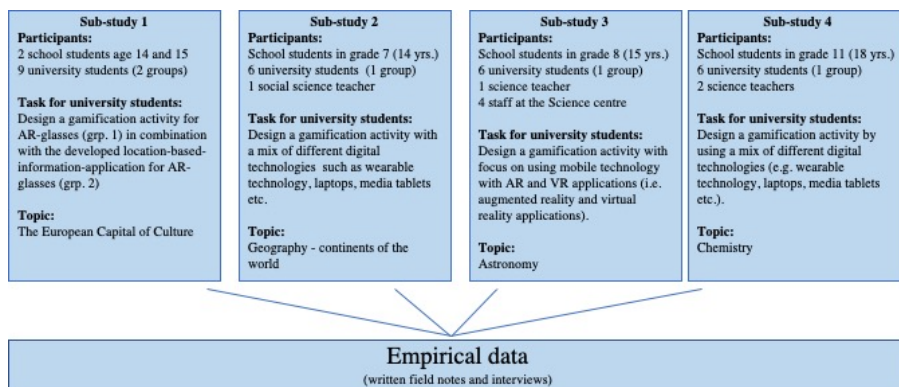 Sub-study 1
Participants:
2 school students age 14 and 15
9 university students (2 groups)
Task for university students:
Design a gamification activity for
AR-glasses (grp. 1) in combination
with the developed location-based-
information-application for AR-
glasses (grp. 2)
Topic:
The European Capital of Culture
Sub-study 2
Participants:
School students in grade 7 (14 yrs.)
6 university students  (1 group)
1 social science teacher
Task for university students:
Design a gamification activity with
a mix of different digital
technologies  such as wearable
technology, laptops, media tablets
etc.
Topic:
Geography - continents of the
world
Sub-study 3
Participants:
School students in grade 8 (15 yrs.)
6 university students (1 group)
1 science teacher
4 staff at the Science centre
Task for university students:
Design a gamification activity with
focus on using mobile technology
with AR and VR applications (i.e.
augmented reality and virtual
reality applications).
Topic:
Astronomy
Sub-study 4
Participants:
School students in grade 11 (18 yrs.)
6 university students (1 group)
2 science teachers
Task for university students:
Design a gamification activity by
using a mix of different digital
technologies (e.g. wearable
technology, laptops, media tablets
etc.).
Topic:
Chemistry
Empirical data
(written field notes and interviews)